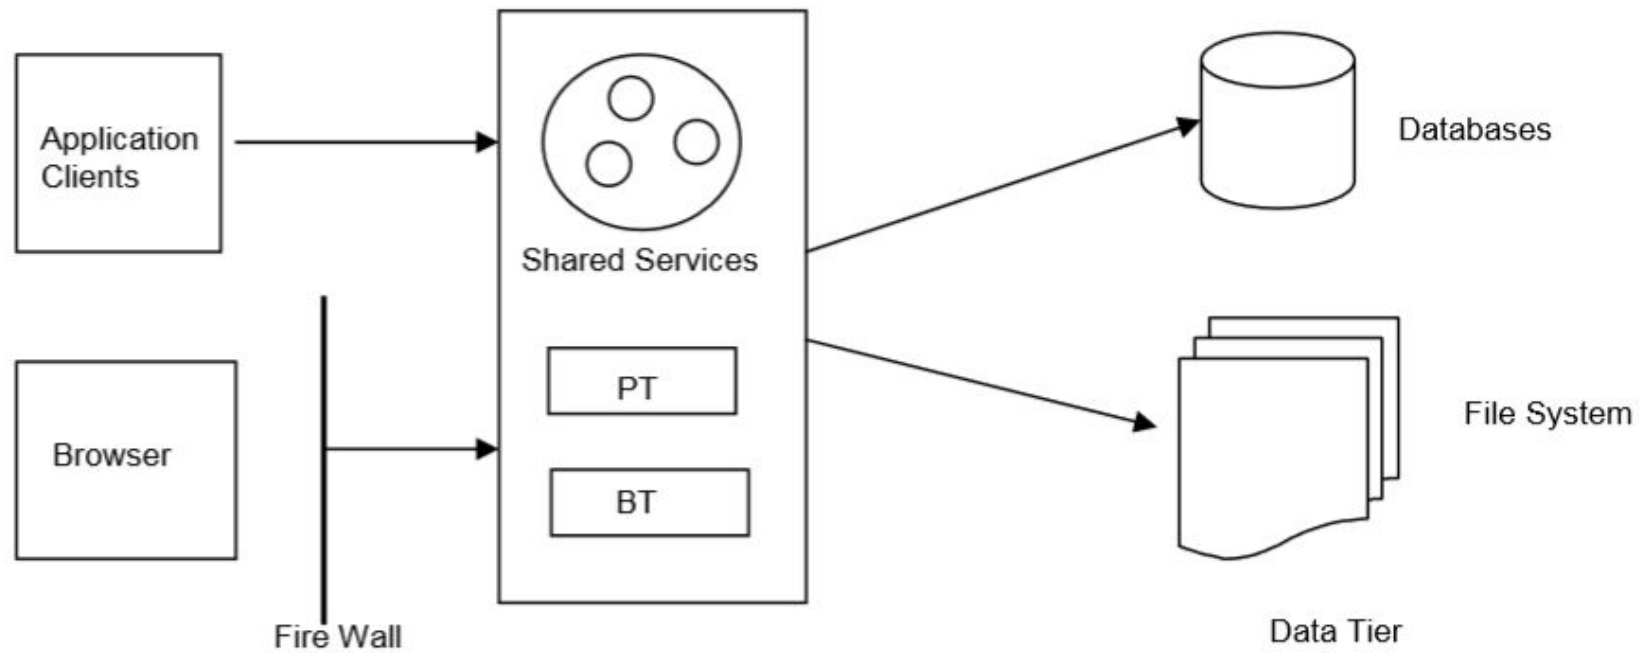 Application
Clients
Shared Services
PT
BT
Browser
Fire Wall
Databases
File System
Data Tier